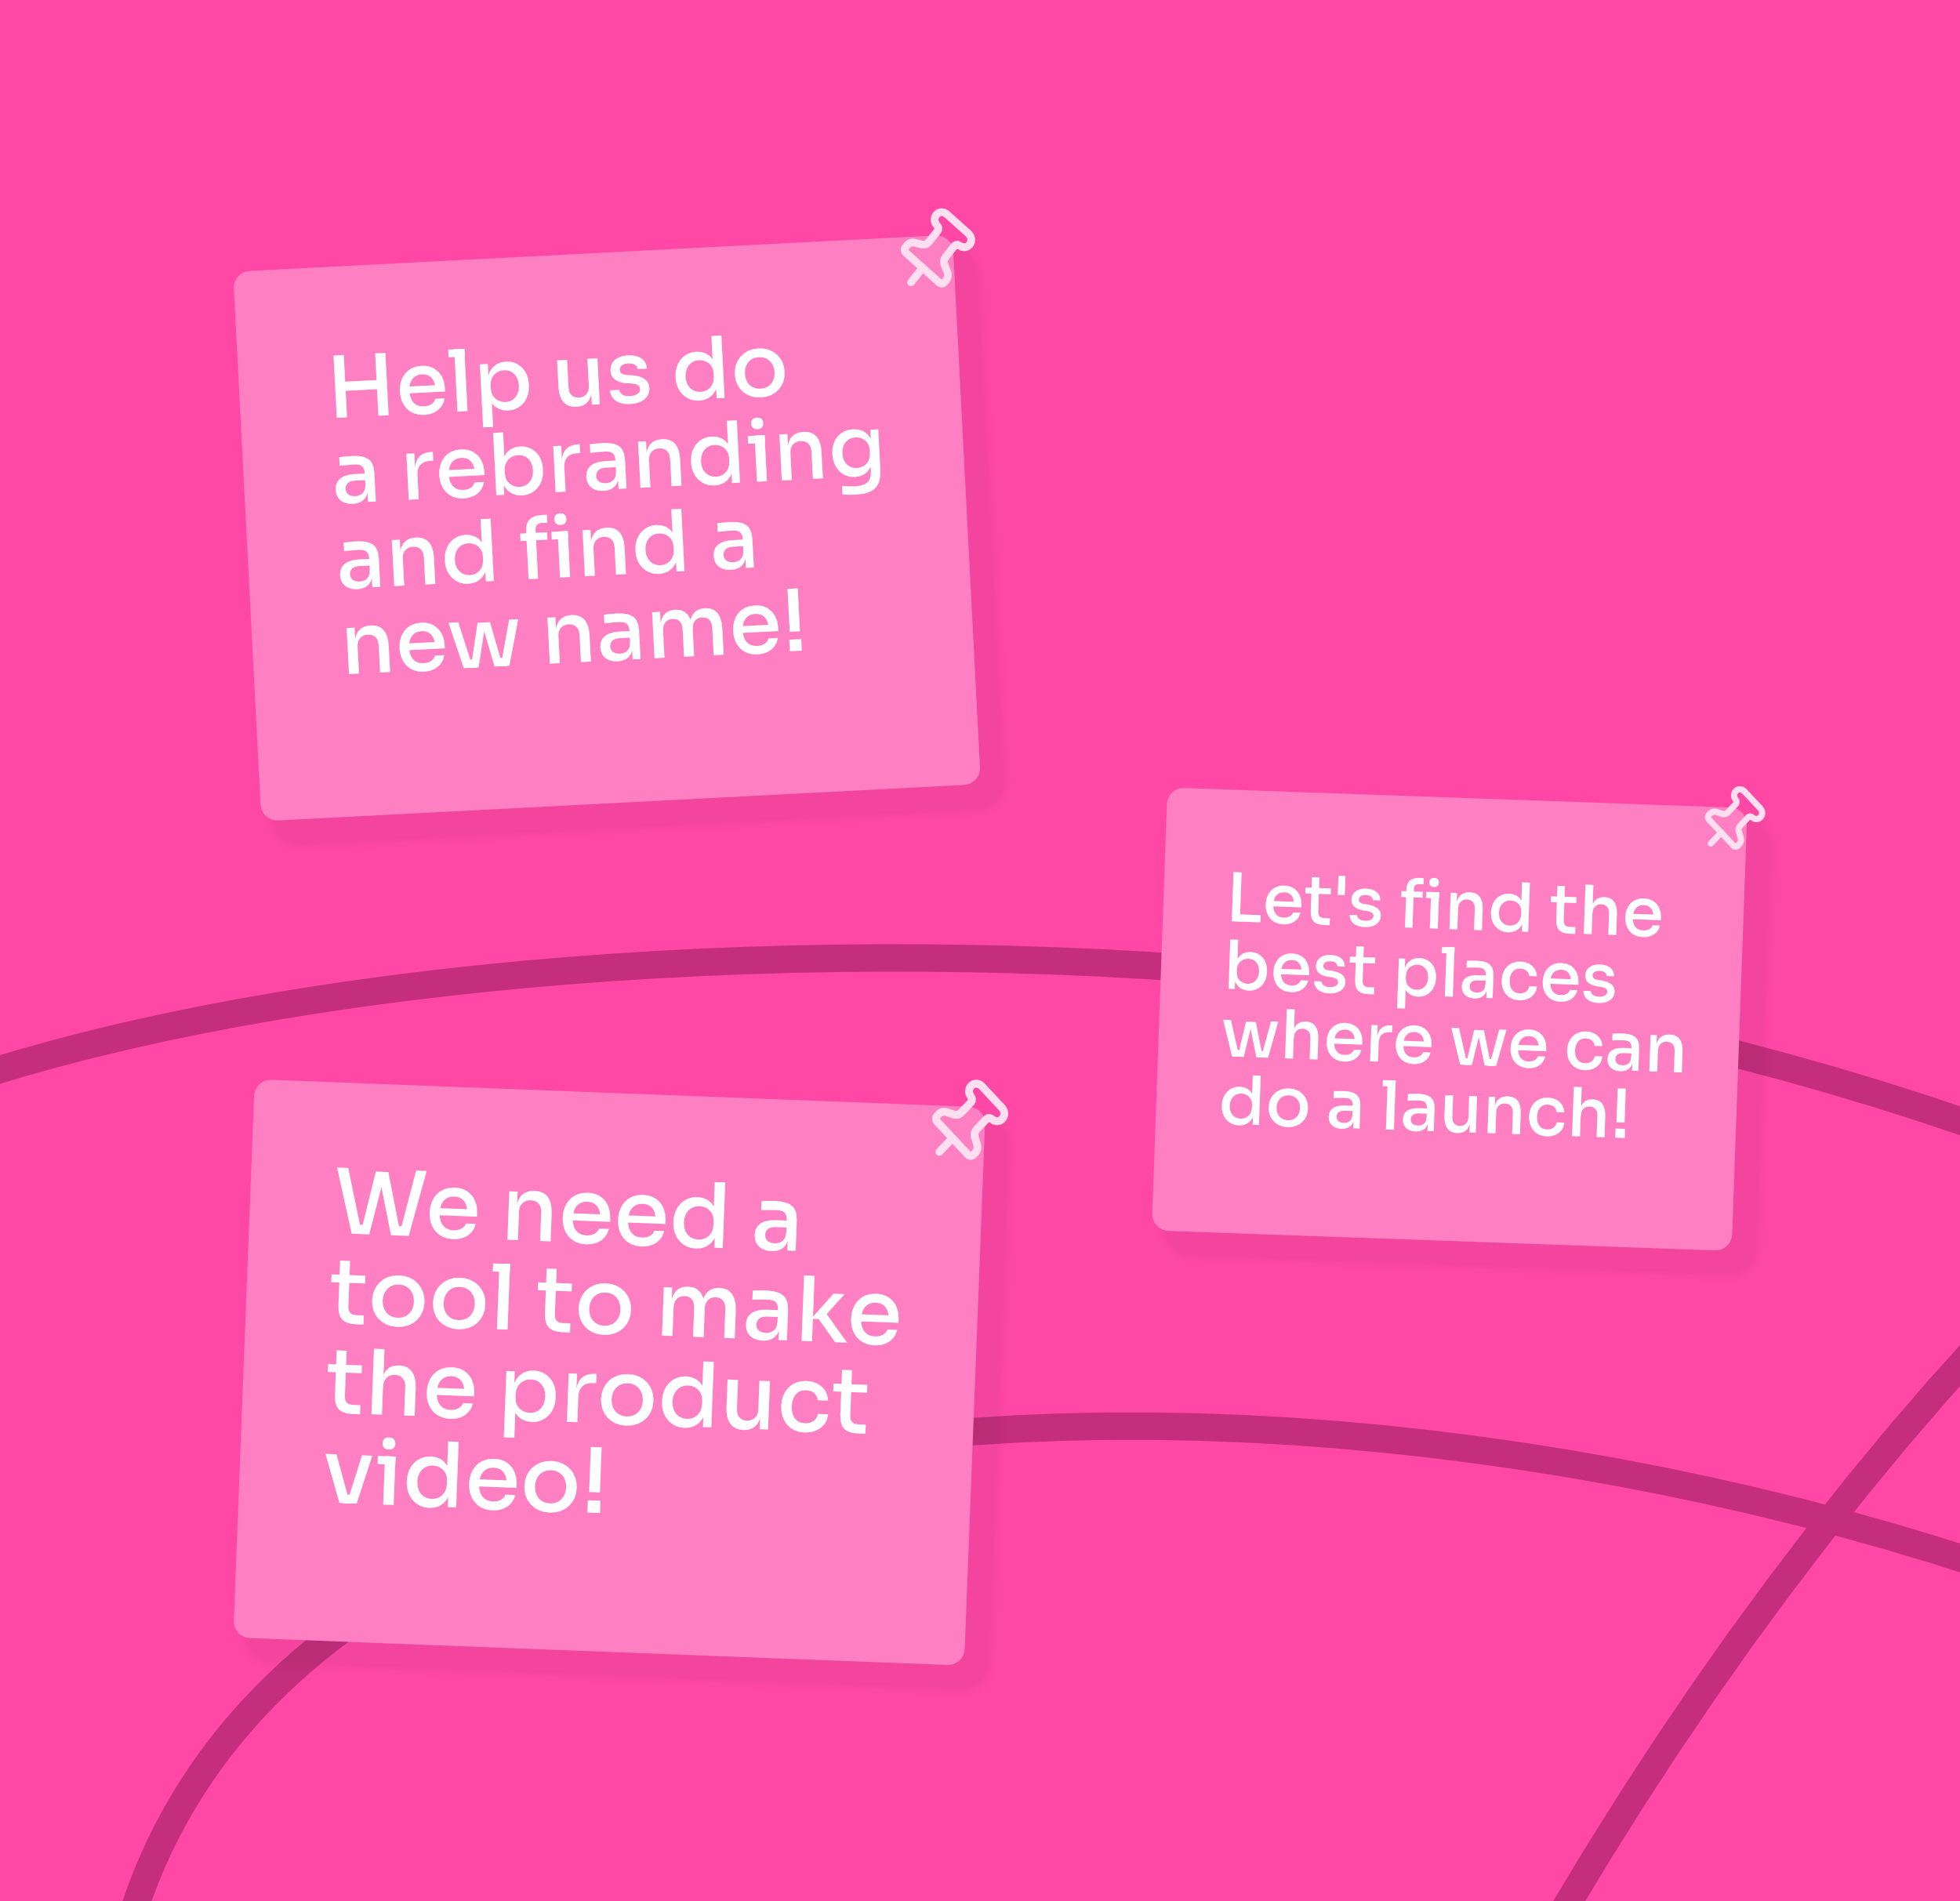 Help us do
a rebranding
and find a
new name!
Let's find the
best places
where we can
do a launch!
We need a
tool to make
the product
video!